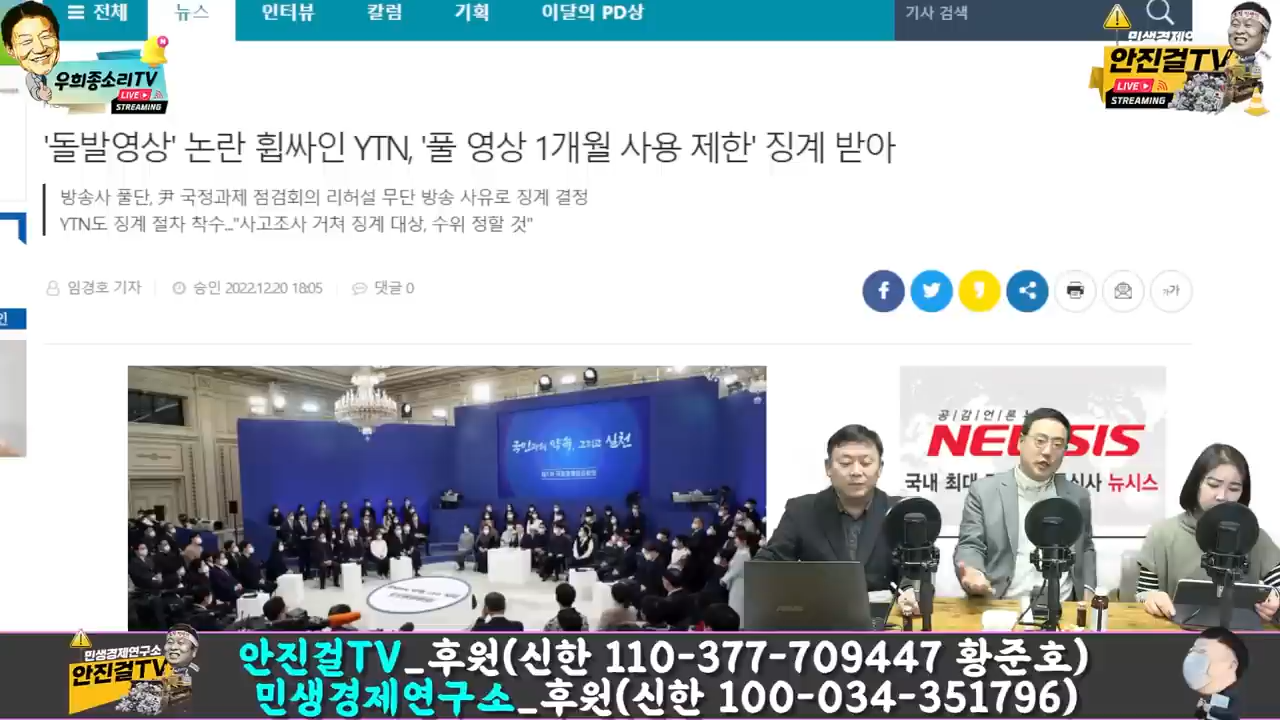 전체 뉴스 인터뷰 칼럼 기획 이달의 PD상 기사 검색
우희종소리TV
LIVE
STREAMING
안진걸TV
LIVE
STREAMING
'돌발영상' 논란 휩싸인 YTN, '풀 영상 1개월 사용 제한' 징계 받아
방송사 풀단, 尹 국정과제 점검회의 리허설 무단 방송 사유로 징계 결정
YTN도 징계 절차 착수..."사고조사 거쳐 징계 대상, 수위 정할 것"
임경호 기자 승인 2022.12.20 18:05 댓글 0
가가
국민과의 약속, 그리고 실천
공|감|언|론
국내 최대 뉴시스
민생경제연구소
안진걸TV
안진걸TV_후원(신한 110-377-709447 황준호)
민생경제연구소_후원(신한 100-034-351796)